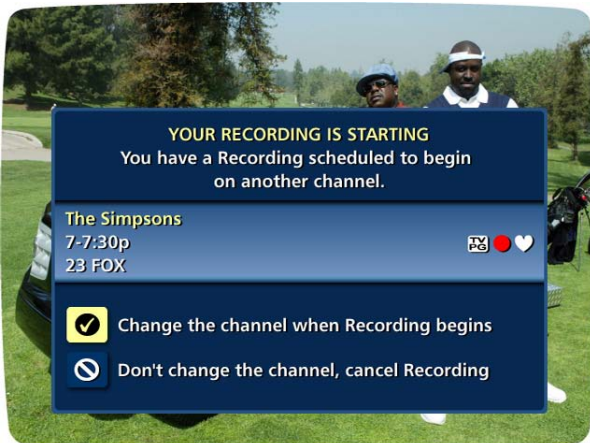 YOUR RECORDING IS STARTING
You have a Recording scheduled to begin
on another channel.
The Simpsons
7-7:30p
TV
PG
23 FOX
Change the channel when Recording begins
Don't change the channel, cancel Recording